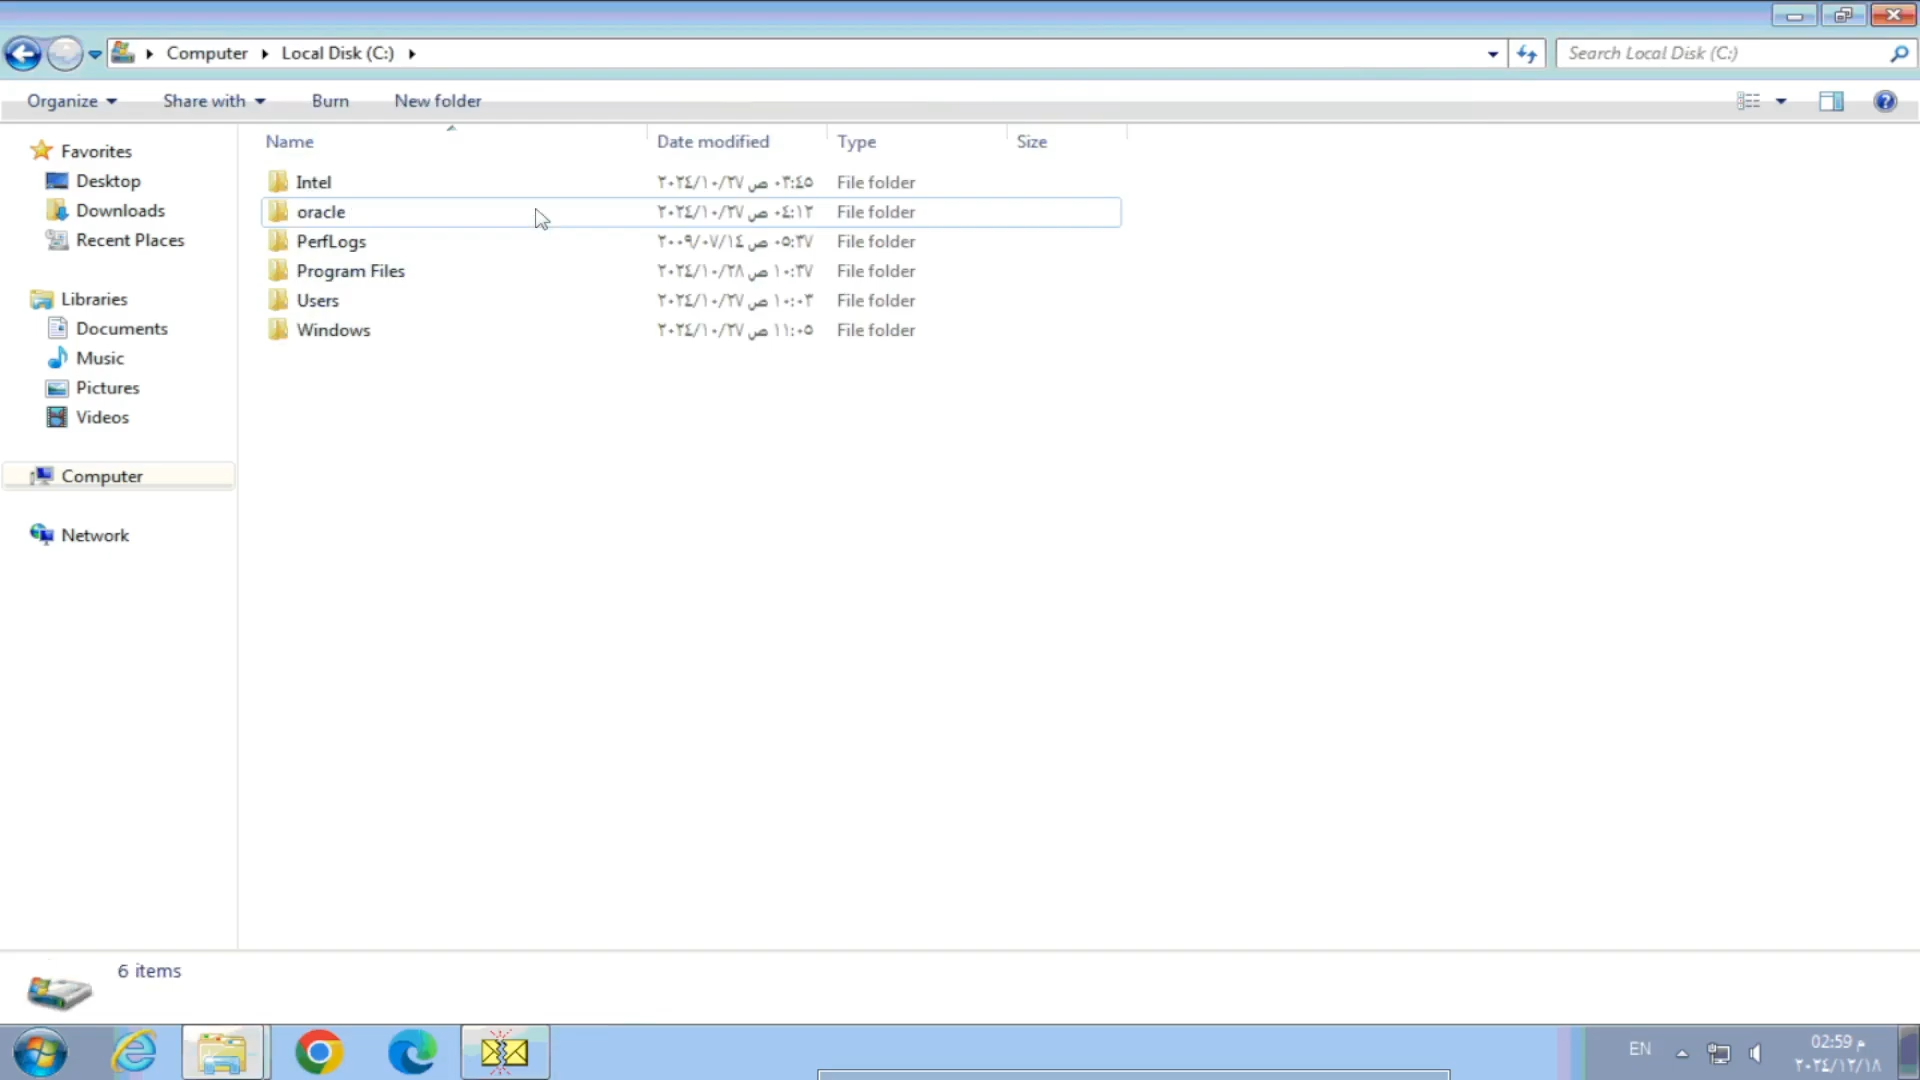 Computer Local Disk (C:)
Search Local Disk (C:)
Organize Share with Burn New folder
Name Date modified Type Size
Favorites
Desktop
Downloads
Recent Places
Libraries
Documents
Music
Pictures
Videos
Computer
Network
Intel ٢٠٢٤/١٠/٢٧ ص ٠٣:٤٥ File folder
oracle ٢٠٢٤/١٠/٢٧ ص ٠٤:١٢ File folder
PerfLogs ٢٠٠٩/٠٧/١٤ ص ٠٥:٣٧ File folder
Program Files ٢٠٢٤/١٠/٢٨ ص ١٠:٣٧ File folder
Users ٢٠٢٤/١٠/٢٧ ص ١٠:٠٣ File folder
Windows ٢٠٢٤/١٠/٢٧ ص ١١:٠٥ File folder
6 items
EN
02:59 م
٢٠٢٤/١٢/١٨